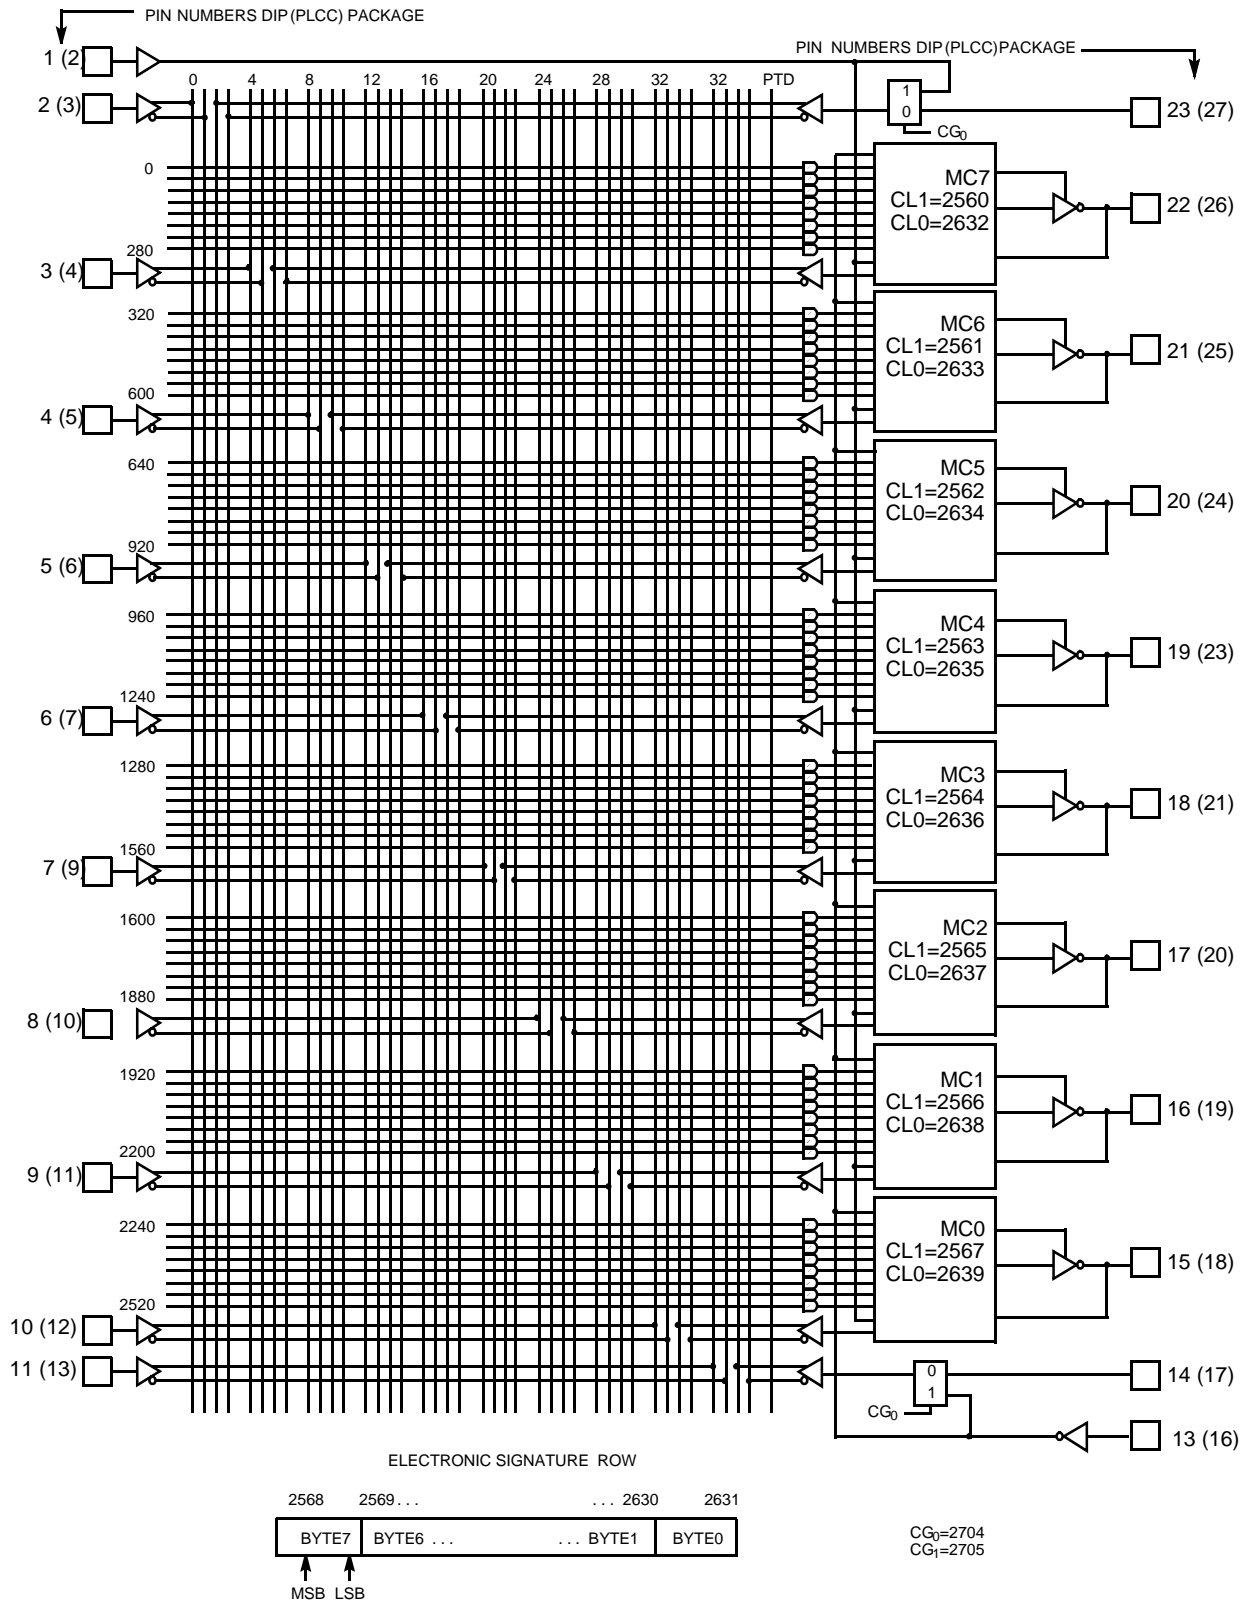 PIN NUMBERS DIP (PLCC) PACKAGE
1 (2)
PIN NUMBERS DIP (PLCC) PACKAGE
0 4 8 12 16 20 24 28 32 32 PTD
2 (3)
1
0
CG0
23 (27)
0
MC7
CL1=2560
CL0=2632
22 (26)
280
3 (4)
320
MC6
CL1=2561
CL0=2633
21 (25)
600
4 (5)
640
MC5
CL1=2562
CL0=2634
20 (24)
920
5 (6)
960
MC4
CL1=2563
CL0=2635
19 (23)
1240
6 (7)
1280
MC3
CL1=2564
CL0=2636
18 (21)
1560
7 (9)
1600
MC2
CL1=2565
CL0=2637
17 (20)
1880
8 (10)
1920
MC1
CL1=2566
CL0=2638
16 (19)
2200
9 (11)
2240
MC0
CL1=2567
CL0=2639
15 (18)
2520
10 (12)
11 (13)
0
1
CG0
14 (17)
13 (16)
ELECTRONIC SIGNATURE ROW
2568 2569 . . . . . . 2630 2631
BYTE7 BYTE6 . . . . . . BYTE1 BYTE0
MSB LSB
CG0=2704
CG1=2705